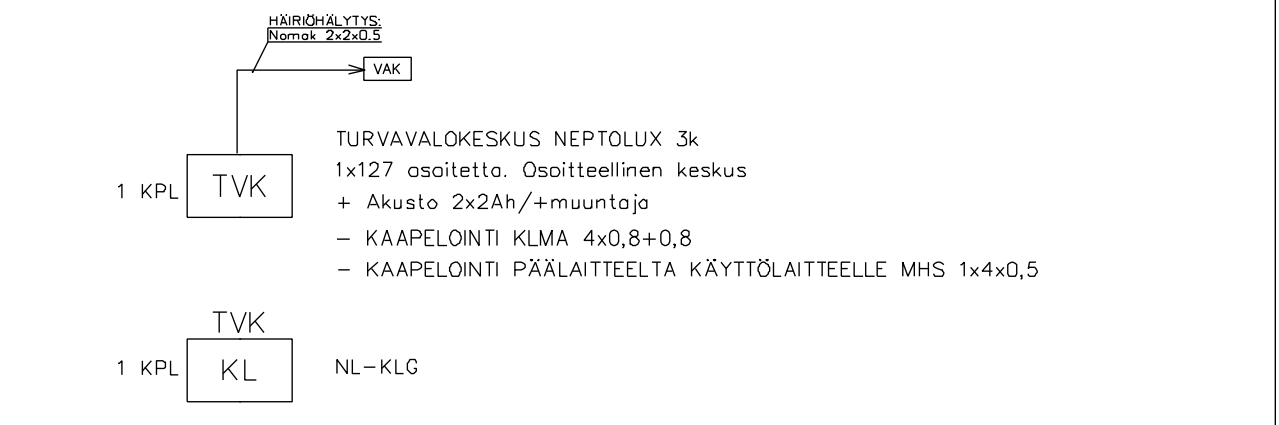 HÄIRIÖHÄLYTYS:
Nomak 2x2x0.5
VAK
TURVAVALOKESKUS NEPTOLUX 3k
1x127 osoitetta. Osoitteellinen keskus
1 KPL
TVK
+ Akusto 2x2Ah/+muuntaja
- KAAPELOINTI KLMA 4x0,8+0,8
- KAAPELOINTI PÄÄLAITTEELTA KÄYTTÖLAITTEELLE MHS 1x4x0,5
TVK
1 KPL
KL
NL-KLG